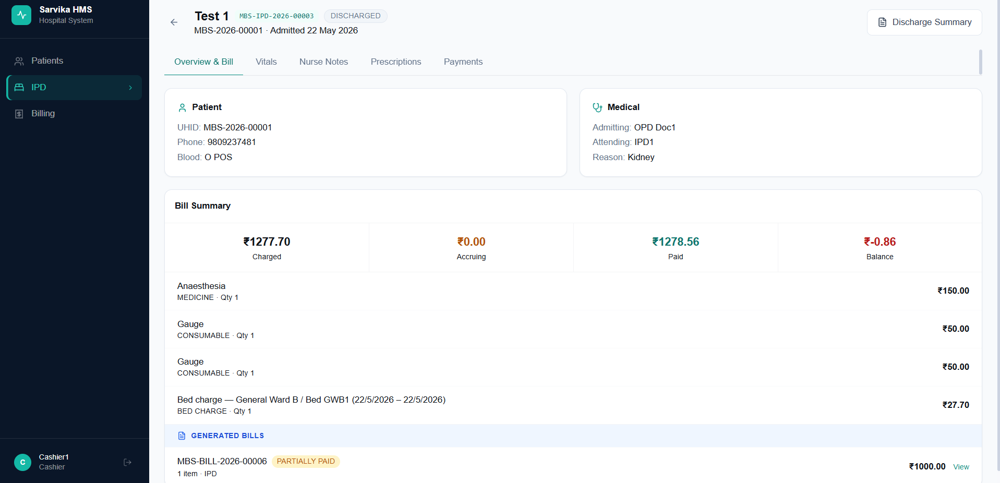 Sarvika HMS
Hospital System
Patients
IPD
Billing
Cashier1
Cashier
C
Test 1 MBS-IPD-2026-00003 DISCHARGED
MBS-2026-00001 · Admitted 22 May 2026
Discharge Summary
Overview & Bill Vitals Nurse Notes Prescriptions Payments
Patient
UHID: MBS-2026-00001
Phone: 9809237481
Blood: O POS
Medical
Admitting: OPD Doc1
Attending: IPD1
Reason: Kidney
Bill Summary
₹1277.70 ₹0.00 ₹1278.56 ₹-0.86
Charged Accruing Paid Balance
Anaesthesia
MEDICINE · Qty 1
₹150.00
Gauge
CONSUMABLE · Qty 1
₹50.00
Gauge
CONSUMABLE · Qty 1
₹50.00
Bed charge — General Ward B / Bed GWB1 (22/5/2026 – 22/5/2026)
BED CHARGE · Qty 1
₹27.70
GENERATED BILLS
MBS-BILL-2026-00006 PARTIALLY PAID
1 item · IPD
₹1000.00 View